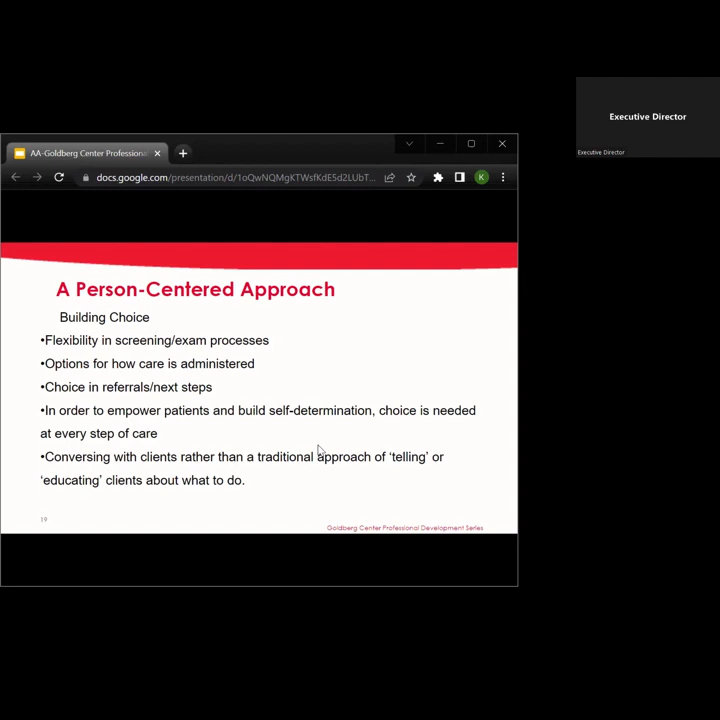 Executive Director
Executive Director
AA-Goldberg Center Professional
docs.google.com/presentation/d/1oQwNQMgKTWsfKdE5d2LUbT...
K
A Person-Centered Approach
Building Choice
•Flexibility in screening/exam processes
•Options for how care is administered
•Choice in referrals/next steps
•In order to empower patients and build self-determination, choice is needed
at every step of care
•Conversing with clients rather than a traditional approach of ‘telling’ or
‘educating’ clients about what to do.
19
Goldberg Center Professional Development Series